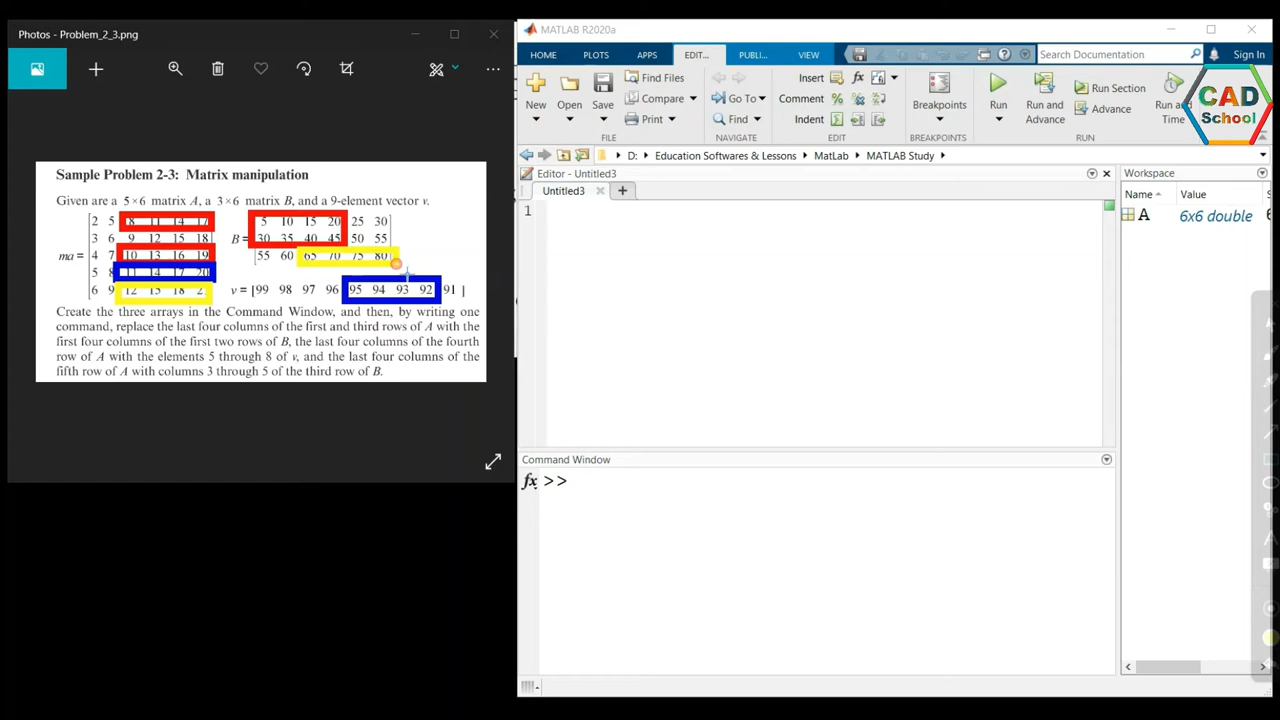 Photos - Problem_2_3.png
Sample Problem 2-3: Matrix manipulation
Given are a 5×6 matrix A, a 3×6 matrix B, and a 9-element vector v.
2 5 8 11 14 17
3 6 9 12 15 18
ma = 4 7 10 13 16 19
5 8 11 14 17 20
6 9 12 15 18 21
5 10 15 20 25 30
B = 30 35 40 45 50 55
55 60 65 70 75 80
v = [99 98 97 96 95 94 93 92 91]
Create the three arrays in the Command Window, and then, by writing one
command, replace the last four columns of the first and third rows of A with the
first four columns of the first two rows of B, the last four columns of the fourth
row of A with the elements 5 through 8 of v, and the last four columns of the
fifth row of A with columns 3 through 5 of the third row of B.
MATLAB R2020a
HOME PLOTS APPS EDIT... PUBLI... VIEW
Search Documentation
Sign In
New Open Save
Find Files
Compare
Print
FILE
Go To
Find
NAVIGATE
Insert
Comment
Indent
fx
EDIT
Breakpoints
BREAKPOINTS
Run
Run and
Advance
Run Section
Advance
Run and
Time
RUN
CAD
School
D: Education Softwares & Lessons MatLab MATLAB Study
Editor - Untitled3
Untitled3
1
Workspace
Name Value
A 6x6 double
Command Window
fx >>